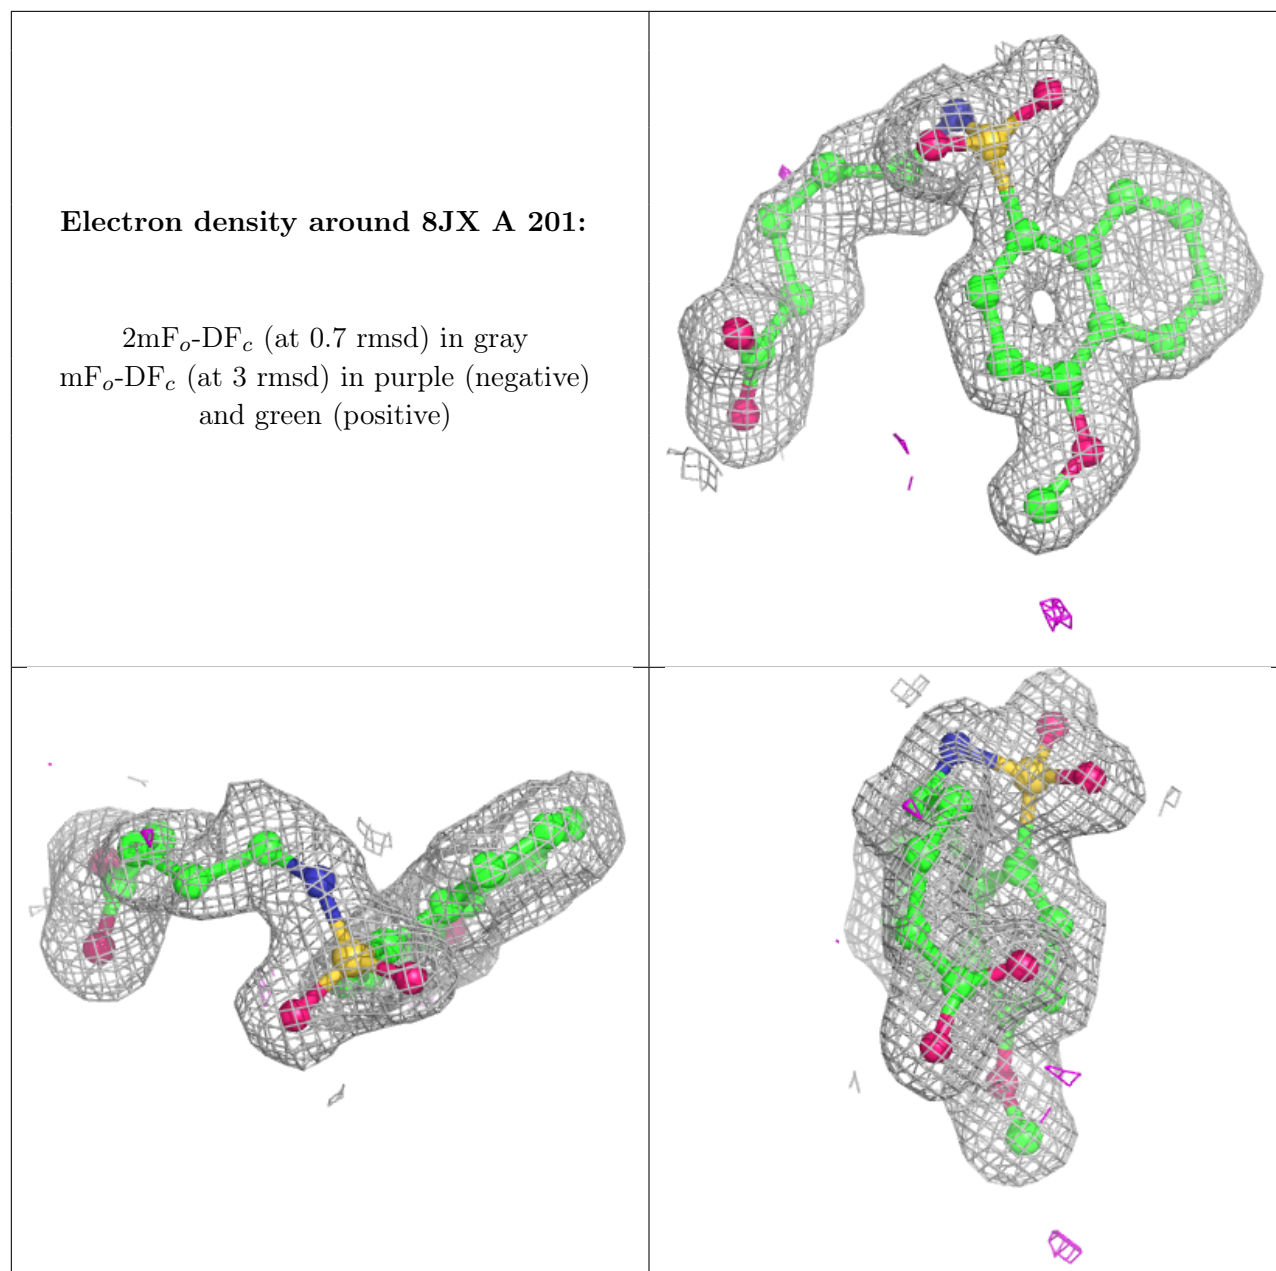 Electron density around 8JX A 201:
2mFo-DFc (at 0.7 rmsd) in gray
mFo-DFc (at 3 rmsd) in purple (negative)
and green (positive)